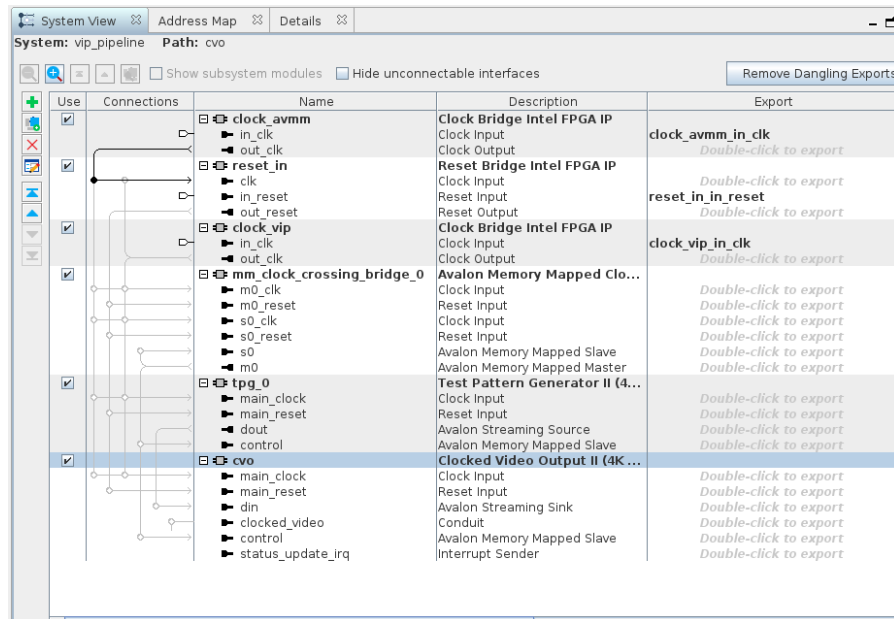 System View Address Map Details
System: vip_pipeline Path: cvo
Show subsystem modules Hide unconnectable interfaces Remove Dangling Exports
Use Connections Name Description Export
clock_avmm Clock Bridge Intel FPGA IP
in_clk Clock Input clock_avmm_in_clk
out_clk Clock Output Double-click to export
reset_in Reset Bridge Intel FPGA IP
clk Clock Input Double-click to export
in_reset Reset Input reset_in_in_reset
out_reset Reset Output Double-click to export
clock_vip Clock Bridge Intel FPGA IP
in_clk Clock Input clock_vip_in_clk
out_clk Clock Output Double-click to export
mm_clock_crossing_bridge_0 Avalon Memory Mapped Clo...
m0_clk Clock Input Double-click to export
m0_reset Reset Input Double-click to export
s0_clk Clock Input Double-click to export
s0_reset Reset Input Double-click to export
s0 Avalon Memory Mapped Slave Double-click to export
m0 Avalon Memory Mapped Master Double-click to export
tpg_0 Test Pattern Generator II (4...
main_clock Clock Input Double-click to export
main_reset Reset Input Double-click to export
dout Avalon Streaming Source Double-click to export
control Avalon Memory Mapped Slave Double-click to export
cvo Clocked Video Output II (4K ...
main_clock Clock Input Double-click to export
main_reset Reset Input Double-click to export
din Avalon Streaming Sink Double-click to export
clocked_video Conduit Double-click to export
control Avalon Memory Mapped Slave Double-click to export
status_update_irq Interrupt Sender Double-click to export